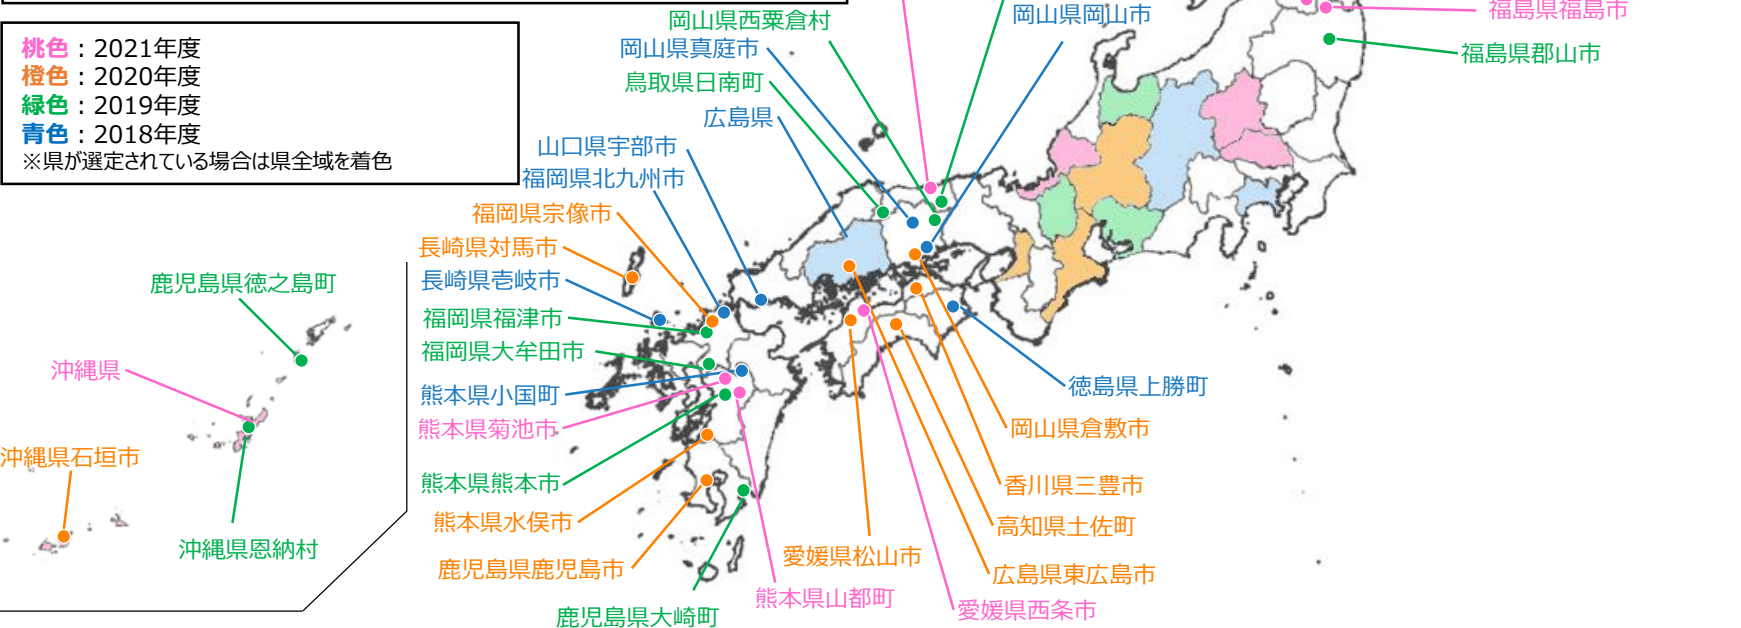 桃色：2021年度
橙色：2020年度
緑色：2019年度
青色：2018年度
※県が選定されている場合は県全域を着色
岡山県西粟倉村
岡山県真庭市
鳥取県日南町
広島県
山口県宇部市
福岡県北九州市
福岡県宗像市
長崎県対馬市
長崎県壱岐市
福岡県福津市
福岡県大牟田市
熊本県小国町
熊本県菊池市
熊本県熊本市
熊本県水俣市
鹿児島県鹿児島市
鹿児島県大崎町
鹿児島県徳之島町
沖縄県
沖縄県石垣市
沖縄県恩納村
岡山県岡山市
福島県福島市
福島県郡山市
徳島県上勝町
岡山県倉敷市
香川県三豊市
高知県土佐町
広島県東広島市
愛媛県西条市
愛媛県松山市
熊本県山都町